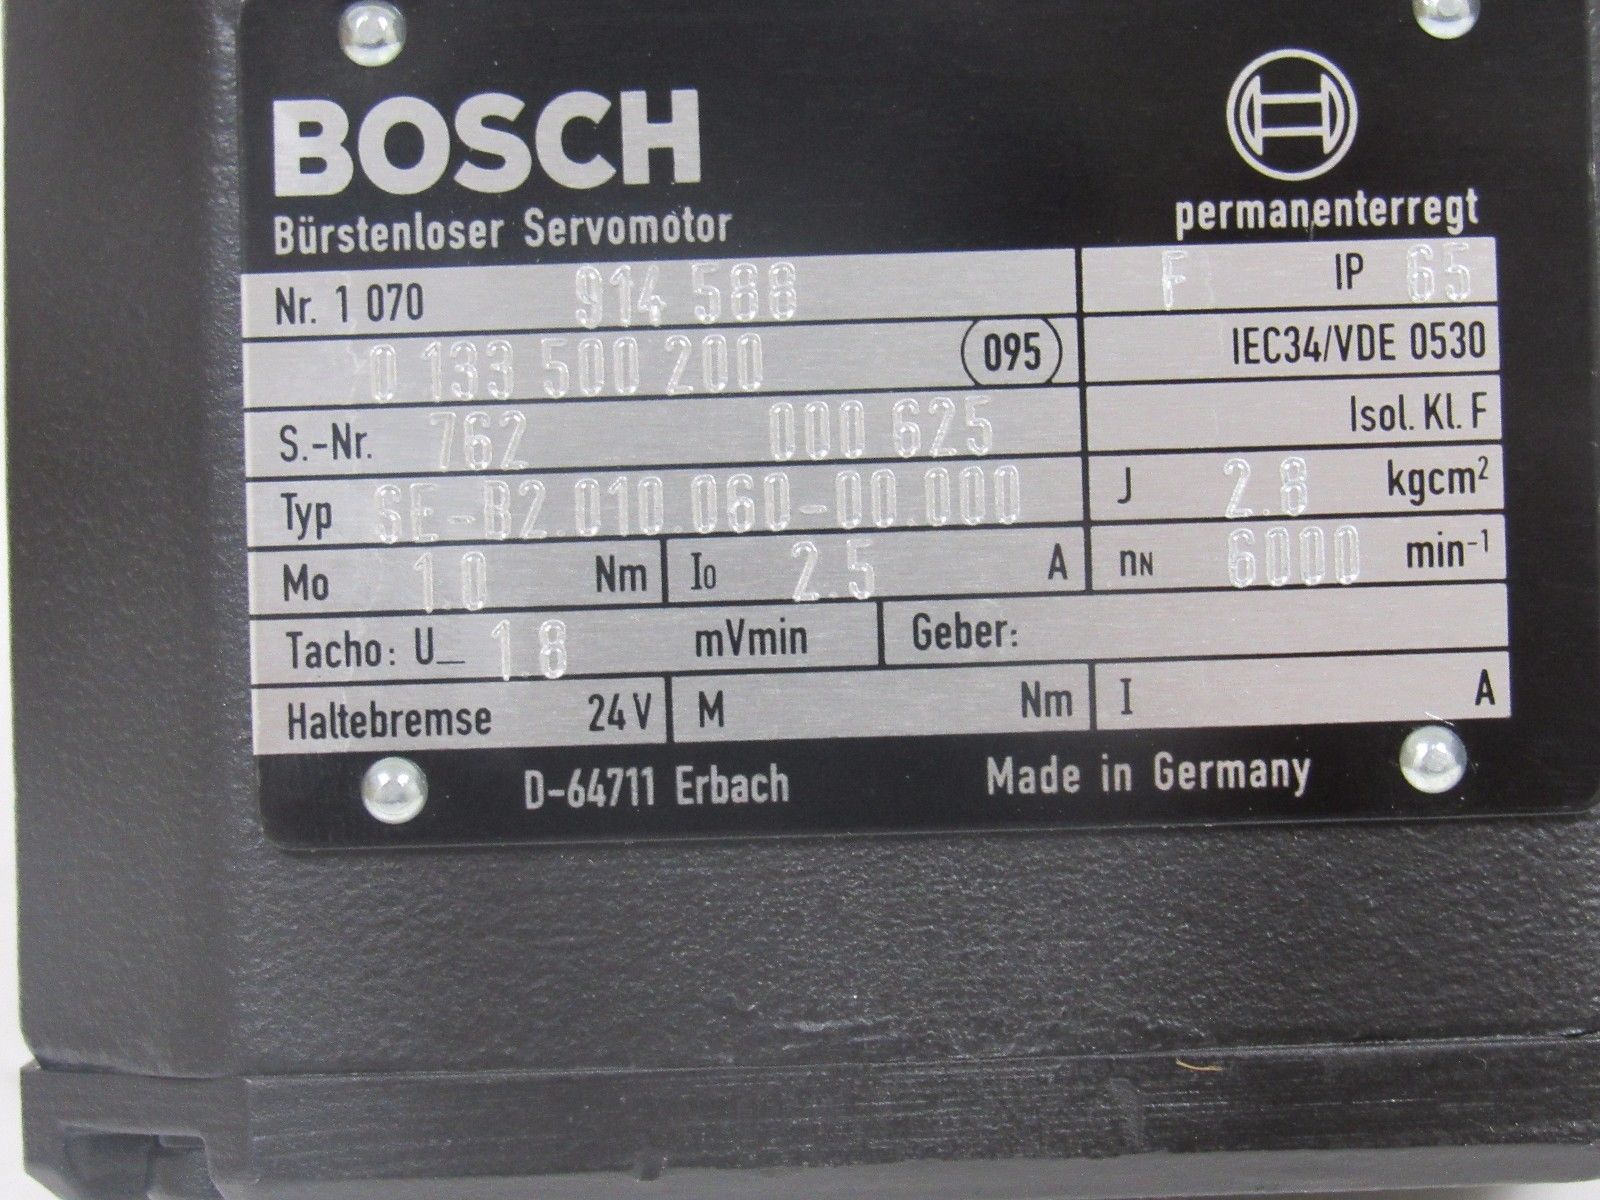 BOSCH
Bürstenloser Servomotor
permanenterregt
Nr. 1 070 914 588 F IP 65
0 133 500 200 095 IEC34/VDE 0530
S.-Nr. 762 000 625 Isol. Kl. F
Typ SE-B2.010.060-00.000 J 2.8 kgcm²
Mo 1.0 Nm I0 2.5 A nN 6000 min-1
Tacho: U_ 1.8 mVmin Geber:
Haltebremse 24 V M Nm I A
D-64711 Erbach Made in Germany